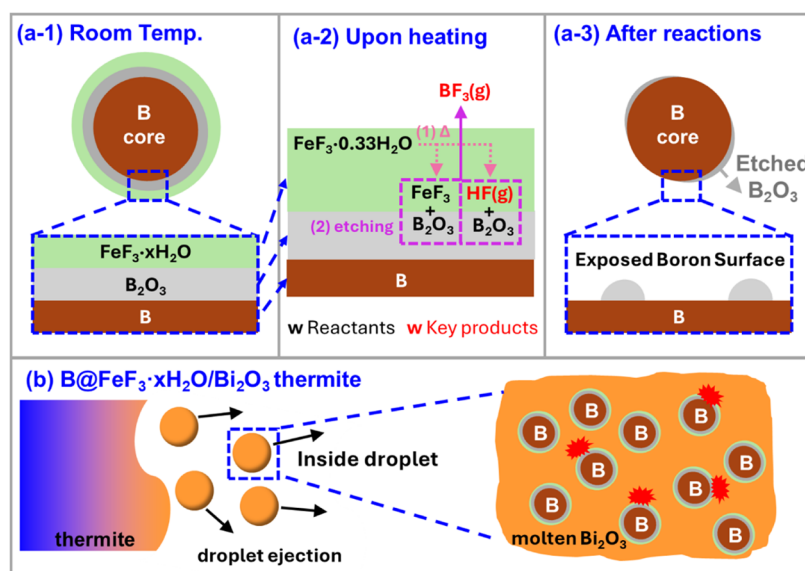 (a-1) Room Temp.
B
core
FeF₃·xH₂O
B₂O₃
B
(a-2) Upon heating
BF₃(g)
(1) Δ
FeF₃·0.33H₂O
FeF₃
+
B₂O₃
HF(g)
+
B₂O₃
(2) etching
B
w Reactants
w Key products
(a-3) After reactions
B
core
Etched
B₂O₃
Exposed Boron Surface
B
(b) B@FeF₃·xH₂O/Bi₂O₃ thermite
thermite
droplet ejection
Inside droplet
B
B
B
B
B
B
B
B
B
B
B
molten Bi₂O₃